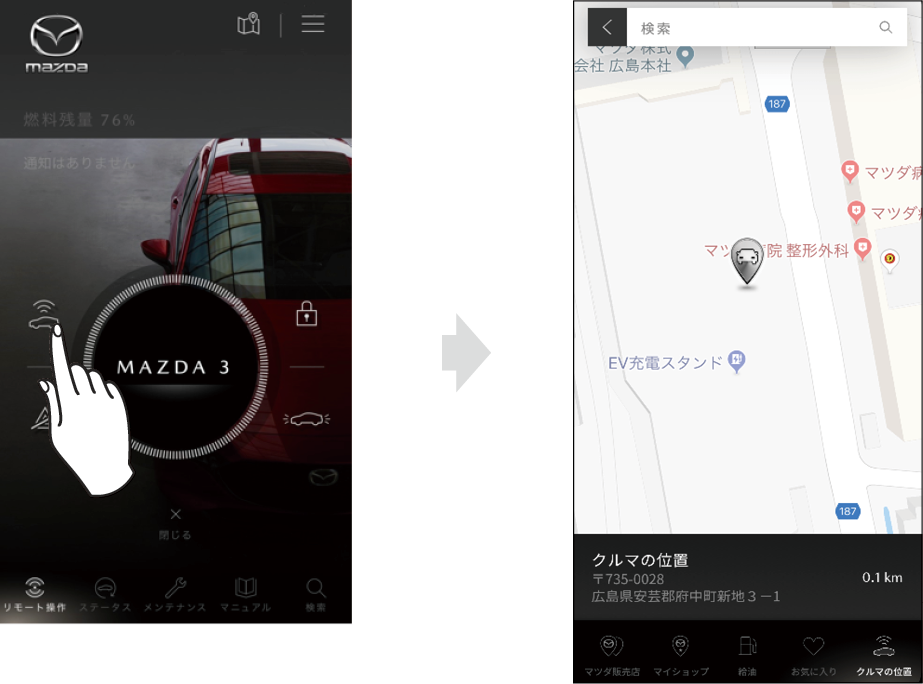 mazda
燃料残量 76%
通知はありません
MAZDA 3
閉じる
リモート操作
ステータス
メンテナンス
マニュアル
検索
検索
マツダ株式
会社 広島本社
187
マツダ病
マツダ
院 整形外科
EV充電スタンド
187
クルマの位置
0.1 km
〒735-0028
広島県安芸郡府中町新地３－1
マツダ販売店
マイショップ
給油
お気に入り
クルマの位置